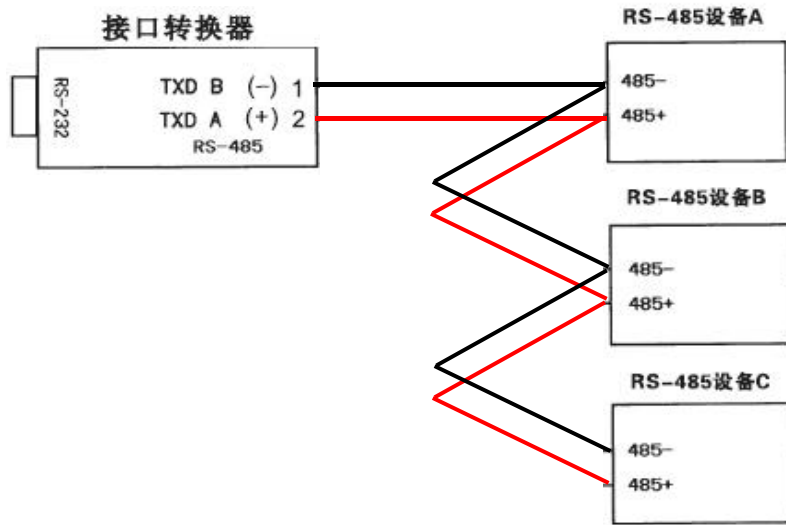 接口转换器
RS-232
TXD B (-) 1
TXD A (+) 2
RS-485
RS-485设备A
485-
485+
RS-485设备B
485-
485+
RS-485设备C
485-
485+